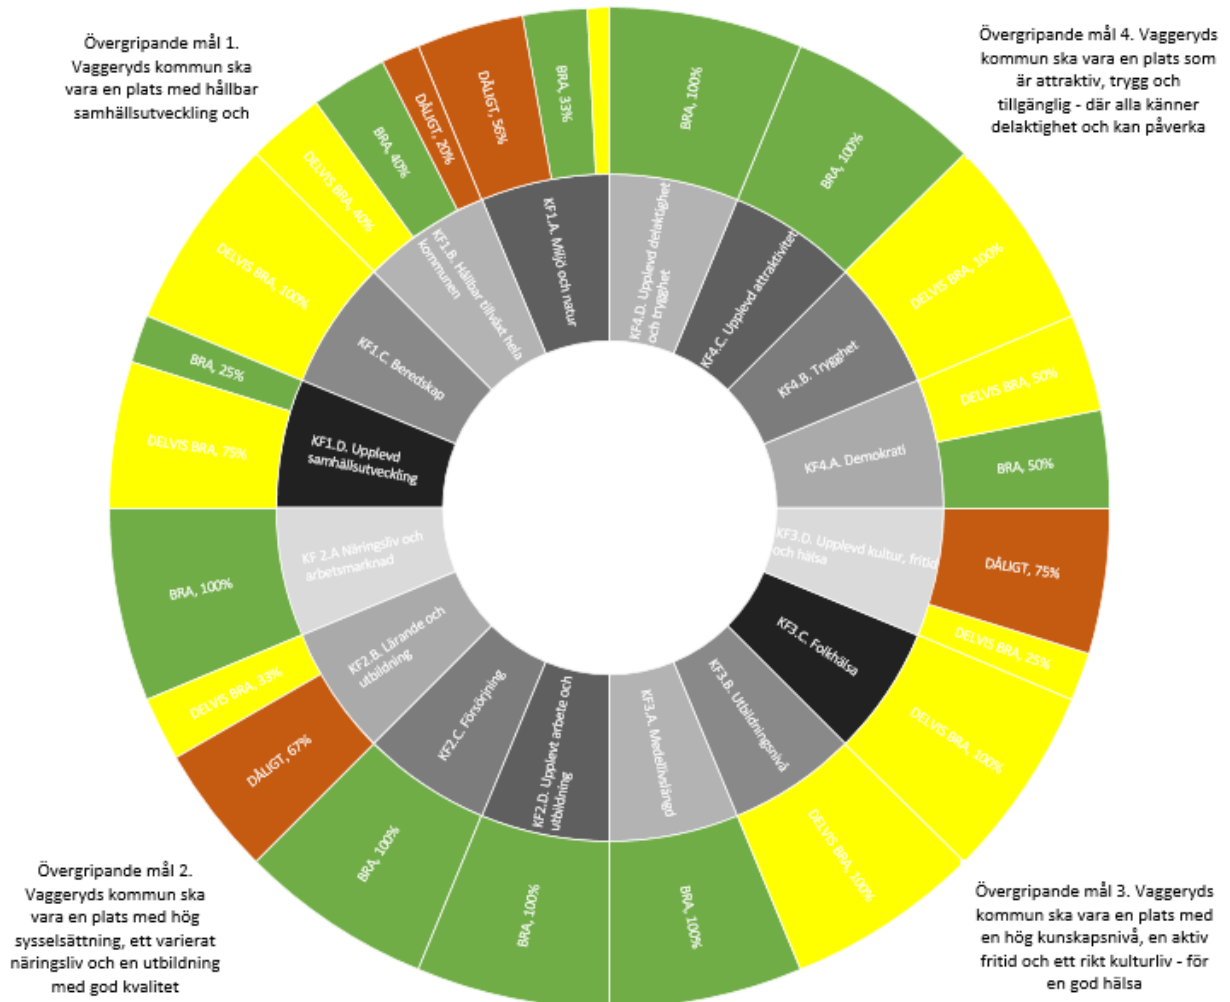 Övergripande mål 1.
Vaggeryds kommun ska
vara en plats med hållbar
samhällsutveckling och
Övergripande mål 4. Vaggeryds
kommun ska vara en plats som
är attraktiv, trygg och
tillgänglig - där alla känner
delaktighet och kan påverka
BRA, 100%
BRA, 100%
DELVIS BRA, 100%
DELVIS BRA, 50%
BRA, 50%
DÅLIGT, 75%
DELVIS BRA, 25%
DELVIS BRA, 100%
DELVIS BRA, 100%
BRA, 100%
BRA, 100%
BRA, 100%
DÅLIGT, 67%
DELVIS BRA, 33%
BRA, 100%
DELVIS BRA, 75%
BRA, 25%
DELVIS BRA, 100%
DELVIS BRA, 40%
BRA, 40%
DÅLIGT, 20%
DÅLIGT, 56%
BRA, 33%
KF4.D. Upplevd delaktighet
och trygghet
KF4.C. Upplevd attraktivitet
KF4.B. Trygghet
KF4.A. Demokrati
KF3.D. Upplevd kultur, fritid
och hälsa
KF3.C. Folkhälsa
KF3.B. Utbildningsnivå
KF3.A. Medellivslängd
KF2.D. Upplevt arbete och
utbildning
KF2.C. Försörjning
KF2.B. Lärande och
utbildning
KF 2.A Näringsliv och
arbetsmarknad
KF1.D. Upplevd
samhällsutveckling
KF1.C. Beredskap
KF1.B. Hållbar tillväxt hela
kommunen
KF1.A. Miljö och natur
Övergripande mål 2.
Vaggeryds kommun ska
vara en plats med hög
sysselsättning, ett varierat
näringsliv och en utbildning
med god kvalitet
Övergripande mål 3. Vaggeryds
kommun ska vara en plats med
en hög kunskapsnivå, en aktiv
fritid och ett rikt kulturliv - för
en god hälsa